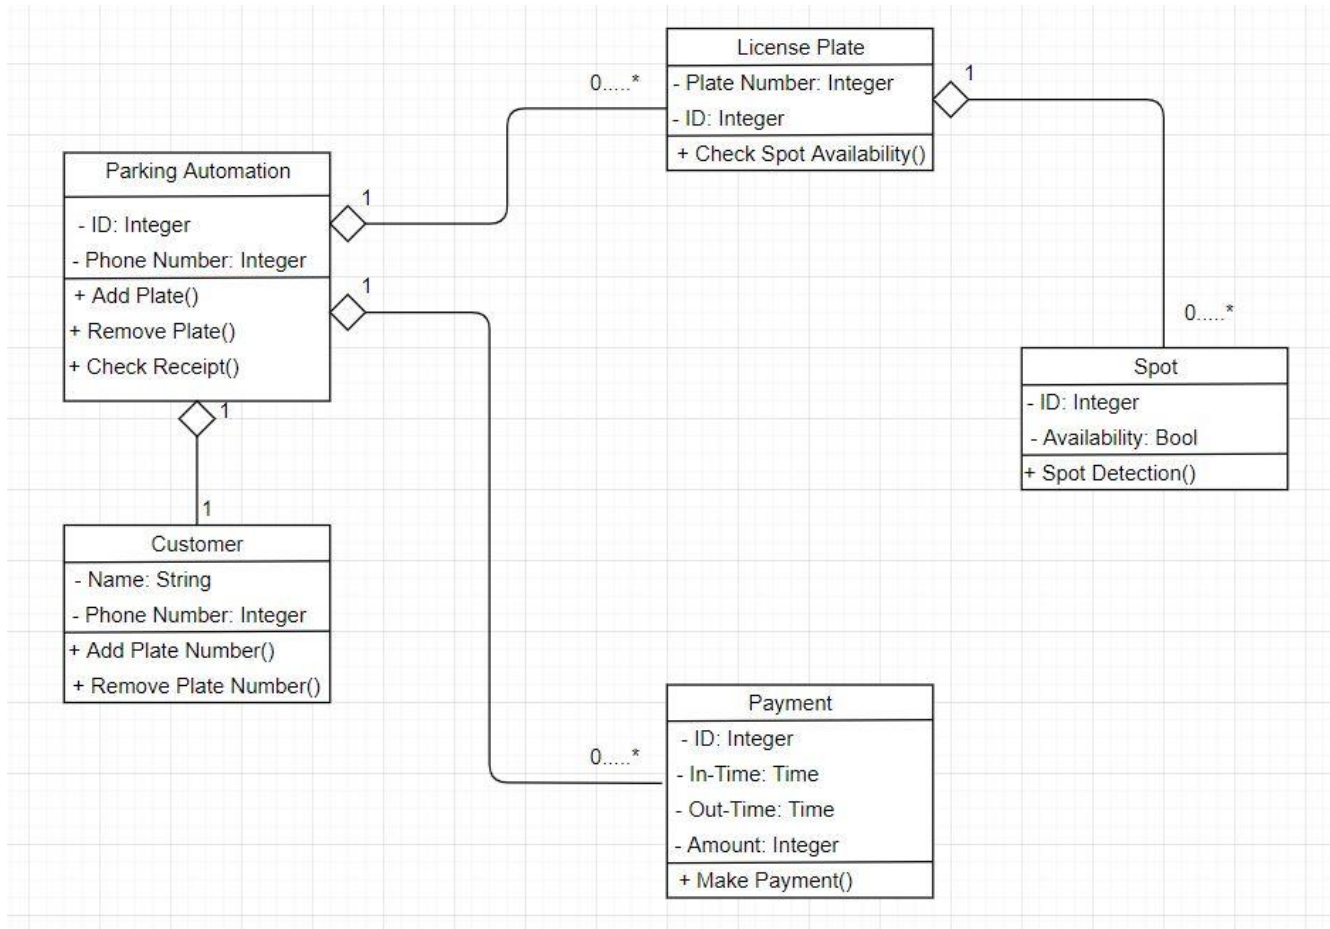 License Plate
- Plate Number: Integer
- ID: Integer
+ Check Spot Availability()
0.....*
1
Parking Automation
- ID: Integer
- Phone Number: Integer
+ Add Plate()
+ Remove Plate()
+ Check Receipt()
1
1
1
0.....*
Spot
- ID: Integer
- Availability: Bool
+ Spot Detection()
1
Customer
- Name: String
- Phone Number: Integer
+ Add Plate Number()
+ Remove Plate Number()
0.....*
Payment
- ID: Integer
- In-Time: Time
- Out-Time: Time
- Amount: Integer
+ Make Payment()